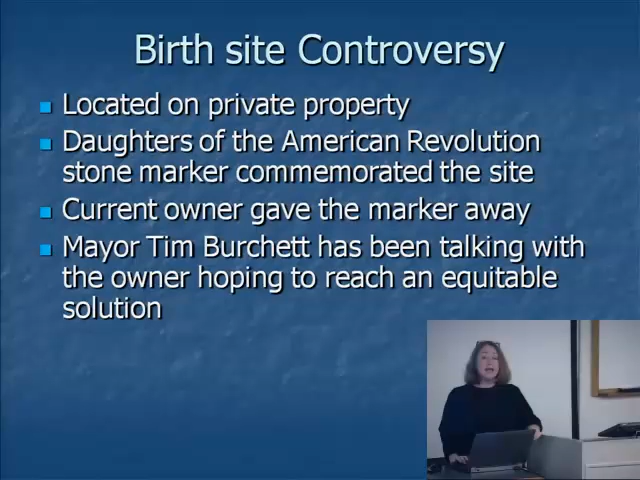 Birth site Controversy
Located on private property
Daughters of the American Revolution
stone marker commemorated the site
Current owner gave the marker away
Mayor Tim Burchett has been talking with
the owner hoping to reach an equitable
solution